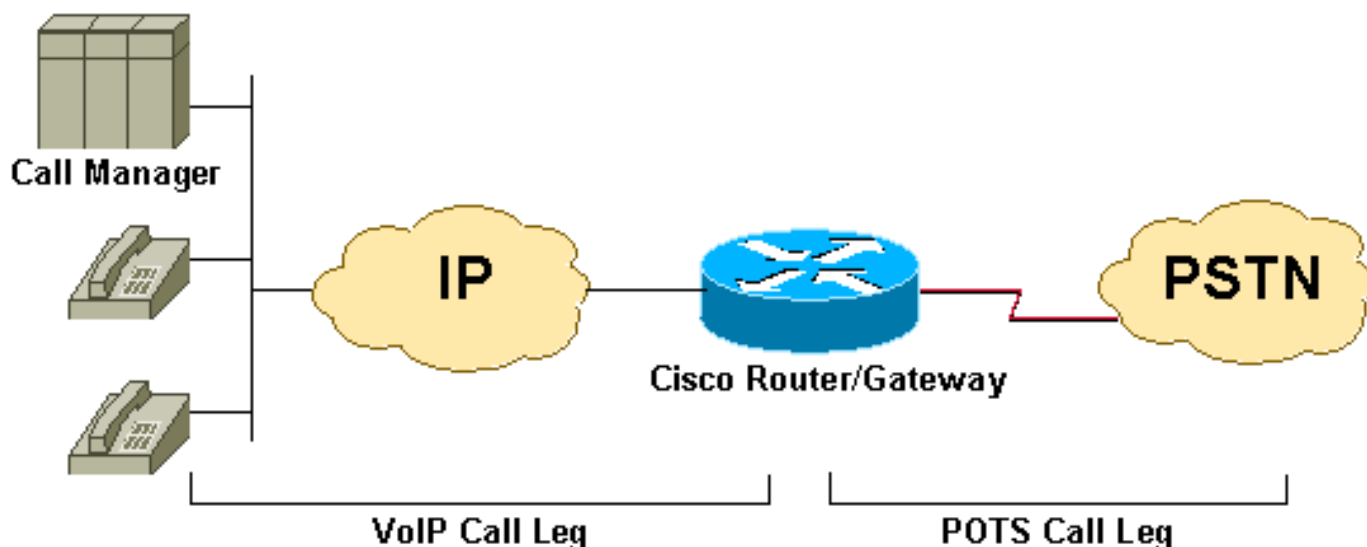 Call Manager
IP
PSTN
Cisco Router/Gateway
VoIP Call Leg
POTS Call Leg